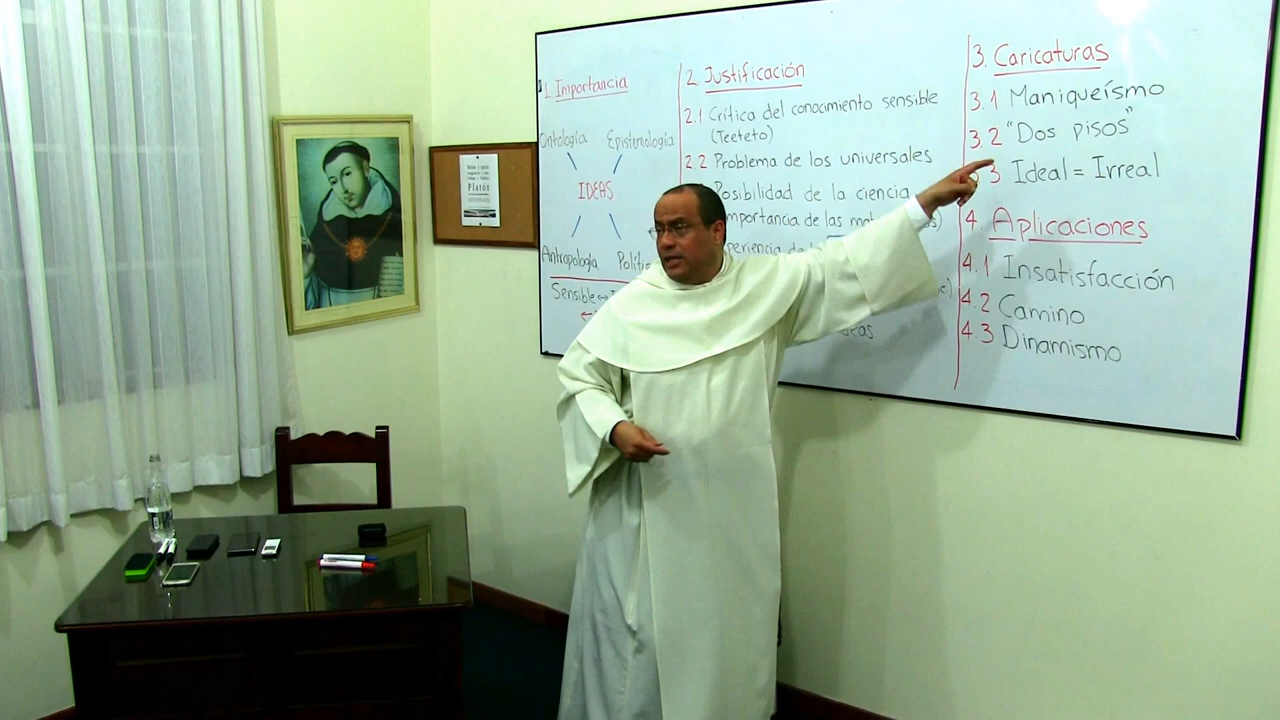 1. Importancia
Ontología Epistemología
IDEAS
Antropología
Sensible ↔
2. Justificación
2.1 Crítica del conocimiento sensible
(Teeteto)
2.2 Problema de los universales
Posibilidad de la ciencia
importancia de las
3. Caricaturas
3.1 Maniqueísmo
3.2 "Dos pisos"
3 Ideal = Irreal
4. Aplicaciones
4.1 Insatisfacción
4.2 Camino
4.3 Dinamismo
Platón